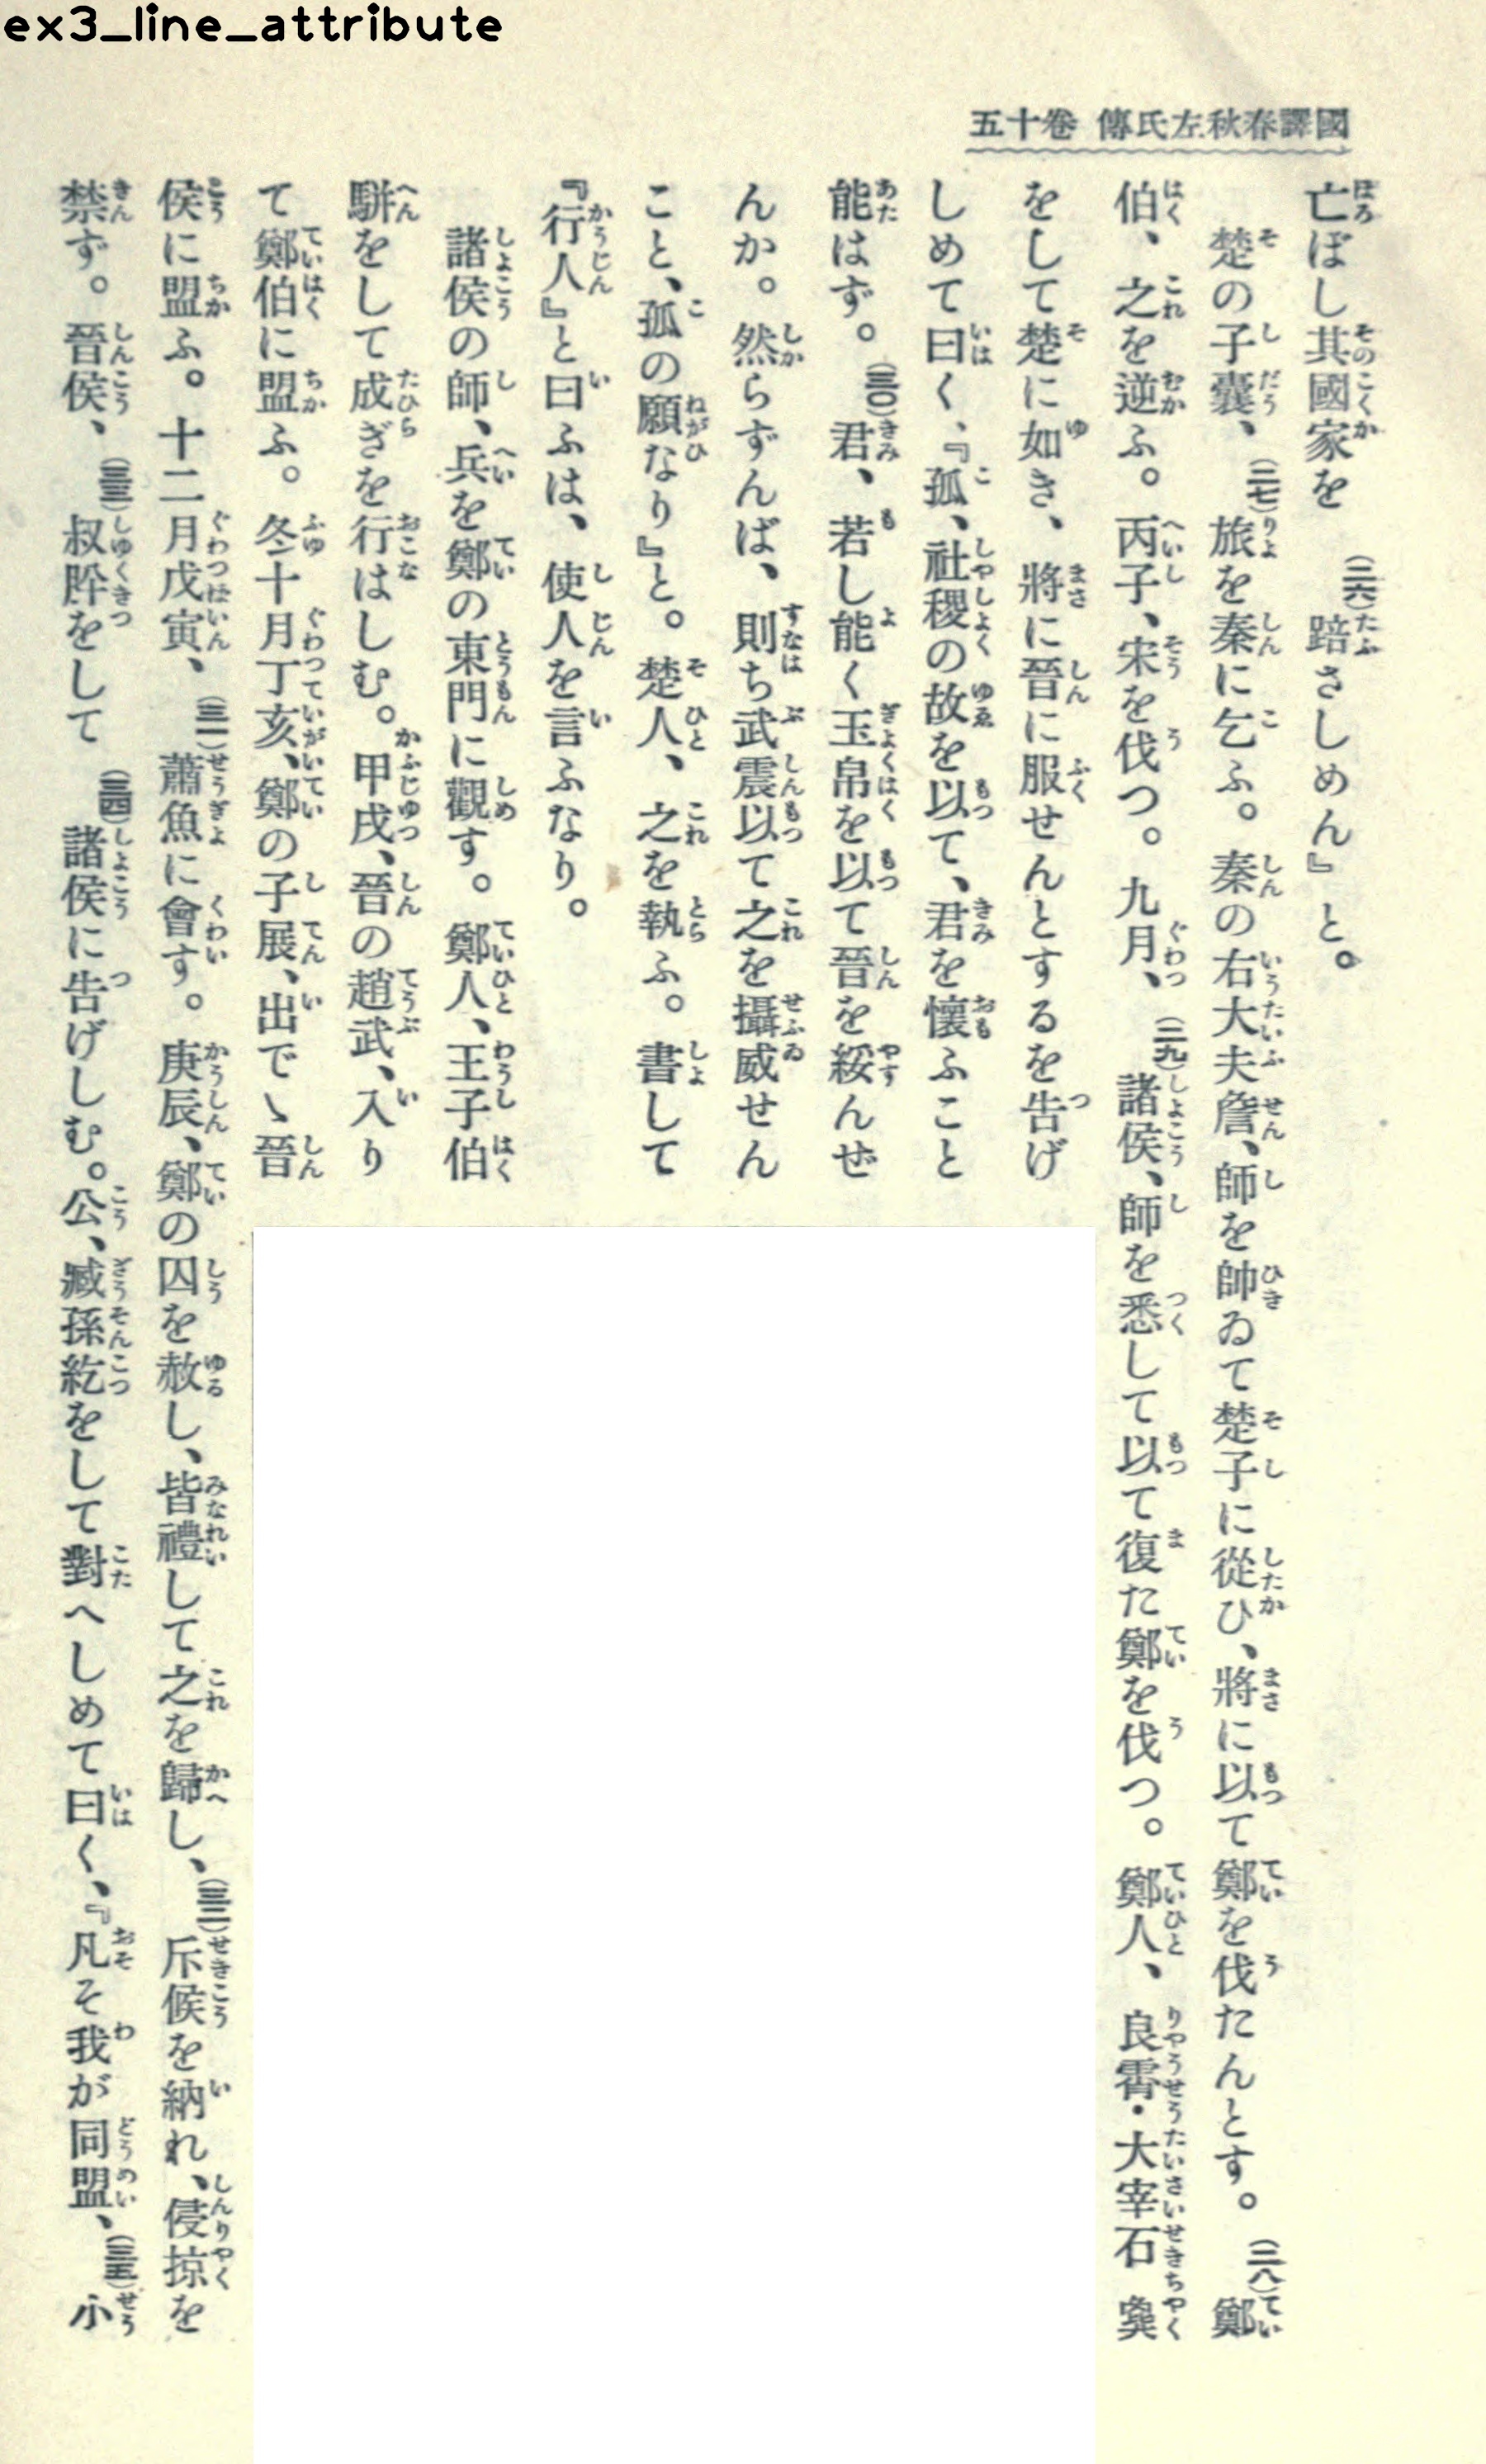 ex3_line_attribute
國譯春秋左氏傳 卷十五
亡ぼし其國家を(二六)踣さしめん』と。
楚の子囊、(二七)旅を秦に乞ふ。秦の右大夫詹、師を帥ゐて楚子に從ひ、將に以て鄭を伐たんとす。(二八)鄭
伯、之を逆ふ。丙子、宋を伐つ。九月、(二九)諸侯、師を悉して以て復た鄭を伐つ。鄭人、良霄・大宰石㚟
をして楚に如き、將に晉に服せんとするを告げ
しめて曰く、『孤、社稷の故を以て、君を懷ふこと
能はず。(三〇)君、若し能く玉帛を以て晉を綏んぜ
んか。然らずんば、則ち武震以て之を攝威せん
こと、孤の願なり』と。楚人、之を執ふ。書して
『行人』と曰ふは、使人を言ふなり。
諸侯の師、兵を鄭の東門に觀す。鄭人、王子伯
駢をして成ぎを行はしむ。甲戌、晉の趙武、入り
て鄭伯に盟ふ。冬十月丁亥、鄭の子展、出でゝ晉
侯に盟ふ。十二月戊寅、(三一)蕭魚に會す。庚辰、鄭の囚を赦し、皆禮して之を歸し、(三二)斥候を納れ、侵掠を
禁ず。晉侯、(三三)叔肸をして(三四)諸侯に告げしむ。公、臧孫紇をして對へしめて曰く、『凡そ我が同盟、(三五)小